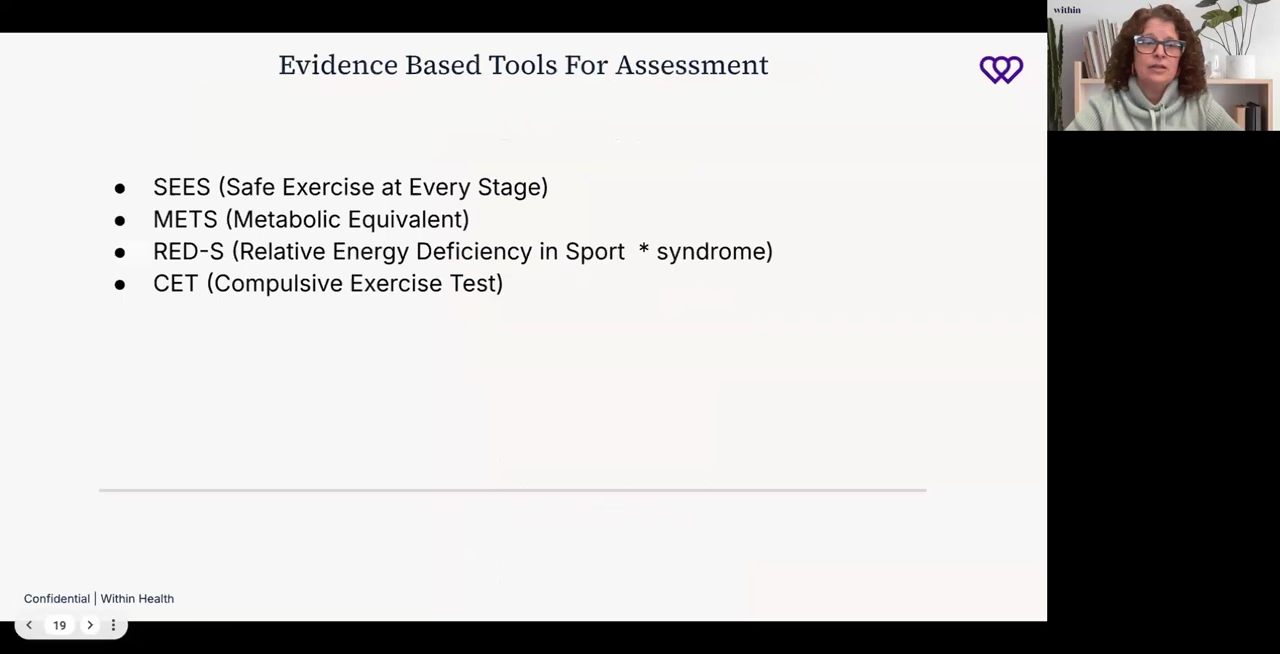 Evidence Based Tools For Assessment
within
● SEES (Safe Exercise at Every Stage)
● METS (Metabolic Equivalent)
● RED-S (Relative Energy Deficiency in Sport * syndrome)
● CET (Compulsive Exercise Test)
Confidential | Within Health
19